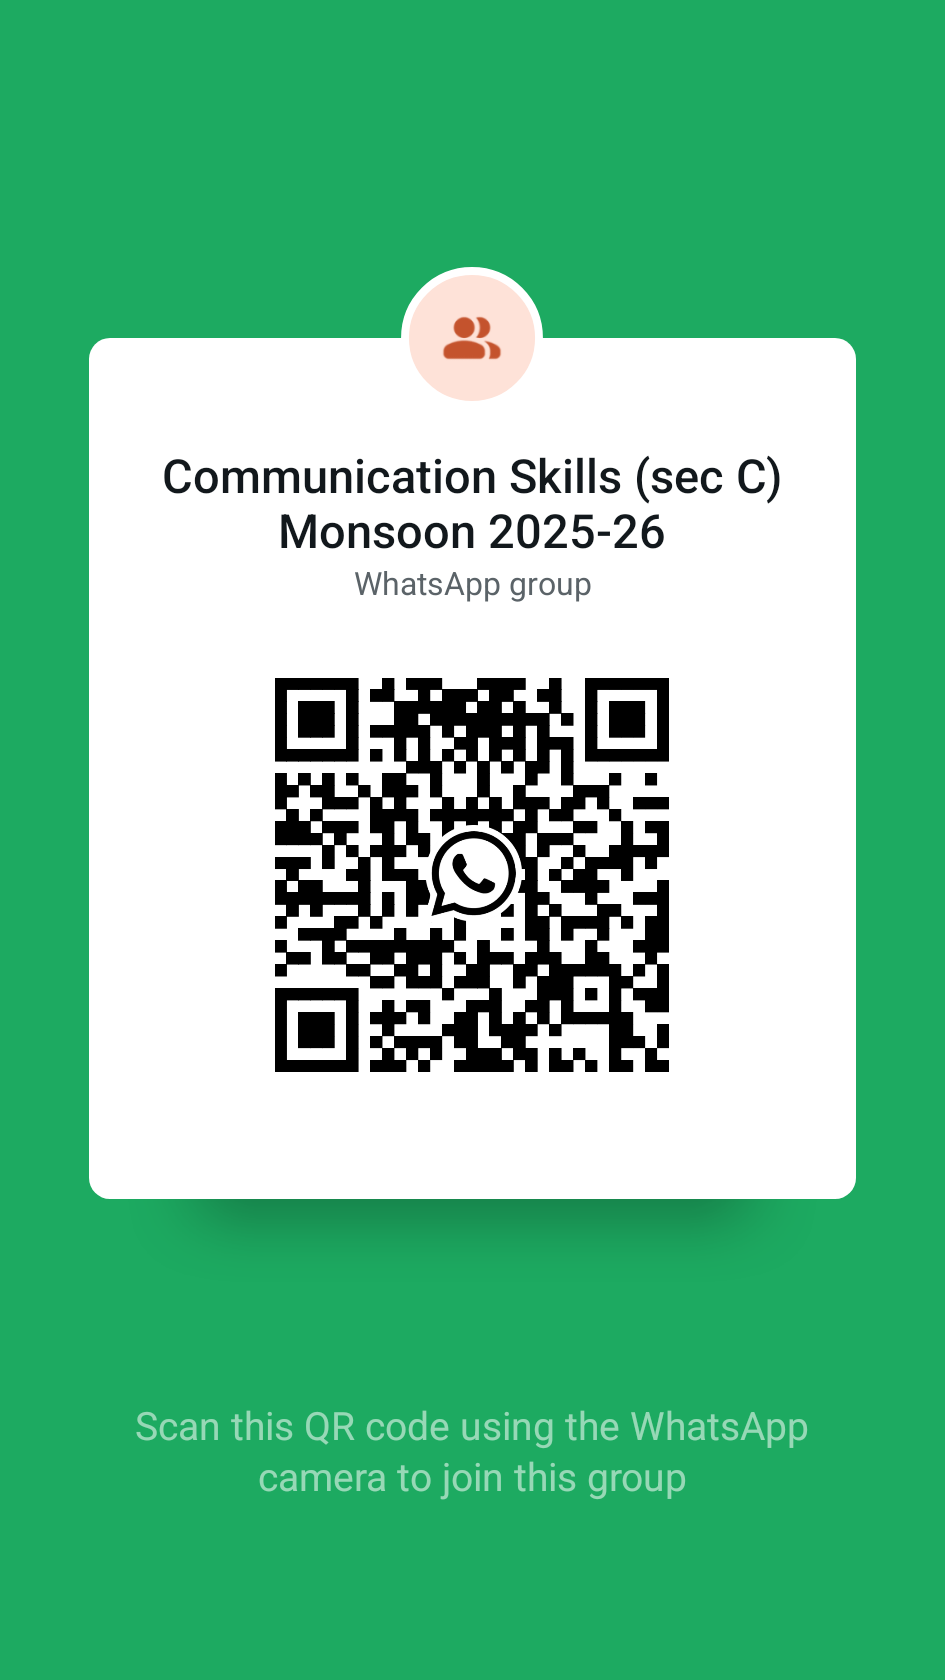 Communication Skills (sec C)
Monsoon 2025-26
WhatsApp group
Scan this QR code using the WhatsApp
camera to join this group